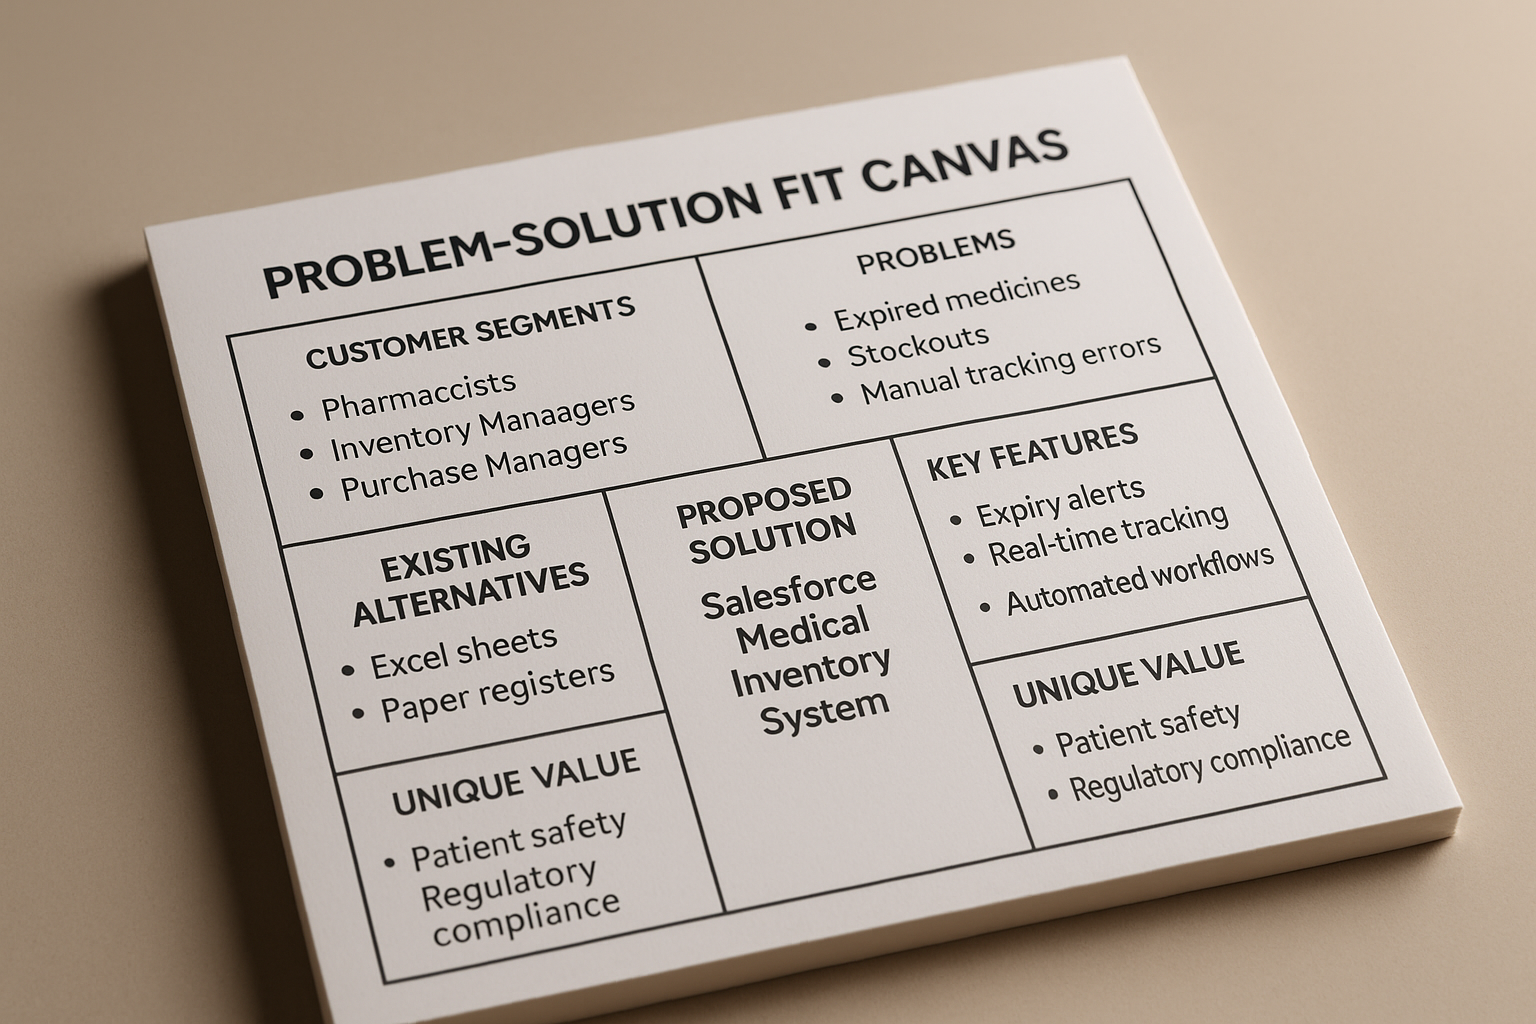 PROBLEM-SOLUTION FIT CANVAS
CUSTOMER SEGMENTS
• Pharmaccists
• Inventory Manaagers
• Purchase Managers
PROBLEMS
• Expired medicines
• Stockouts
• Manual tracking errors
EXISTING
ALTERNATIVES
• Excel sheets
• Paper registers
PROPOSED
SOLUTION
Salesforce
Medical
Inventory
System
KEY FEATURES
• Expiry alerts
• Real-time tracking
• Automated workflows
UNIQUE VALUE
• Patient safety
Regulatory
compliance
UNIQUE VALUE
• Patient safety
• Regulatory compliance